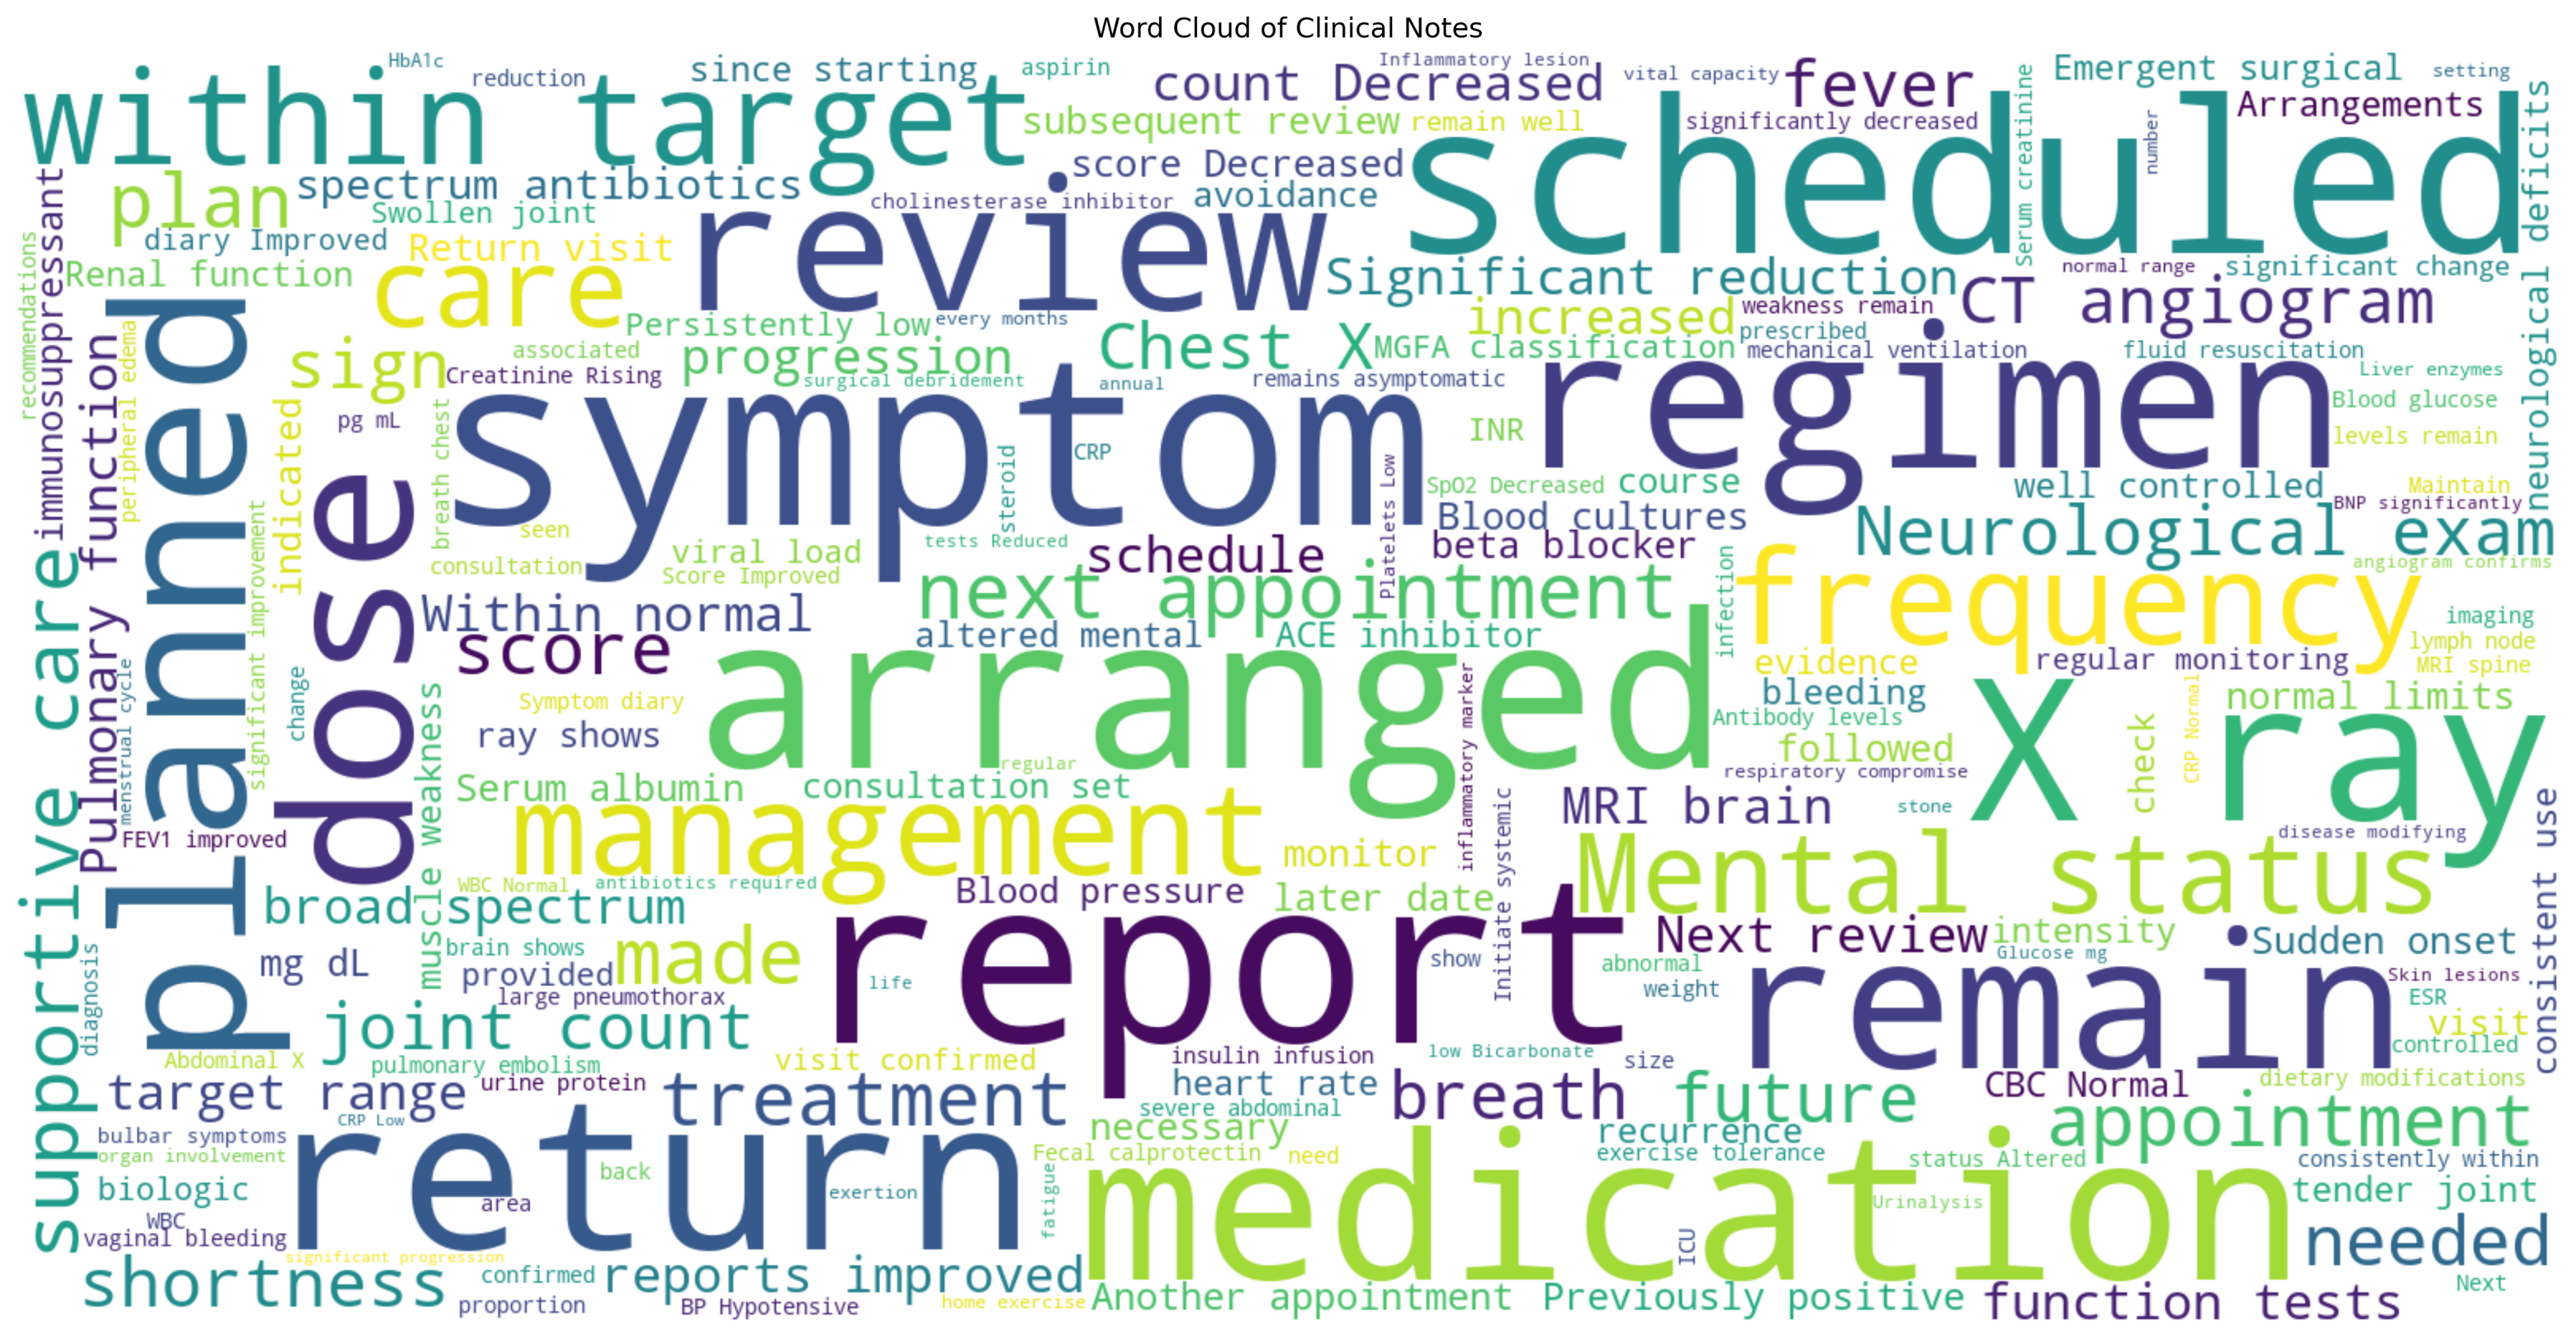 Word Cloud of Clinical Notes
HbA1c
reduction
since starting
aspirin
count Decreased
Inflammatory lesion
vital capacity
fever
Emergent surgical
setting
within target
subsequent review
remain well
significantly decreased
Arrangements
scheduled
Serum creatinine
number
neurological deficits
plan
spectrum antibiotics
score Decreased
Swollen joint
cholinesterase inhibitor
avoidance
diary Improved
Return visit
review
Renal function
care
Significant reduction
normal range
significant change
CT angiogram
recommendations
immunosuppressant
Persistently low
every months
increased
weakness remain
prescribed
Chest X
MGFA classification
mechanical ventilation
fluid resuscitation
sign
associated
progression
Creatinine Rising
surgical debridement
annual
remains asymptomatic
Liver enzymes
planned
Pulmonary function
peripheral edema
pg mL
breath chest
symptom
CRP
INR
regimen
Blood glucose
levels remain
indicated
dose
steroid
Platelets Low
SpO2 Decreased
course
well controlled
Maintain
BNP significantly
seen
Blood cultures
tests Reduced
viral load
schedule
beta blocker
Neurological exam
consultation
Score Improved
next appointment
infection
frequency
angiogram confirms
significant improvement
Within normal
altered mental
ACE inhibitor
imaging
lymph node
MRI spine
score
evidence
regular monitoring
supportive care
menstrual cycle
change
muscle weakness
Symptom diary
arranged
inflammatory marker
bleeding
Antibody levels
X ray
CRP Normal
normal limits
ray shows
regular
followed
check
respiratory compromise
Serum albumin
consultation set
MRI brain
stone
consistent use
FEV1 improved
management
monitor
Initiate systemic
disease modifying
Mental status
WBC Normal
antibiotics required
Blood pressure
later date
broad spectrum
report
Next review
intensity
Sudden onset
diagnosis
mg dL
brain shows
made
provided
life
show
abnormal
Glucose mg
remain
Skin lesions
large pneumothorax
weight
ESR
joint count
visit
controlled
Abdominal X
pulmonary embolism
visit confirmed
insulin infusion
low Bicarbonate
size
target range
urine protein
treatment
heart rate
breath
future
CBC Normal
dietary modifications
CRP Low
severe abdominal
necessary
recurrence
appointment
bulbar symptoms
return
organ involvement
back
Fecal calprotectin
need
exercise tolerance
status Altered
consistently within
biologic
area
exertion
fatigue
medication
Urinalysis
tender joint
WBC
vaginal bleeding
ICU
needed
significant progression
shortness
confirmed
reports improved
Next
proportion
BP Hypotensive
home exercise
Another appointment
Previously positive
function tests